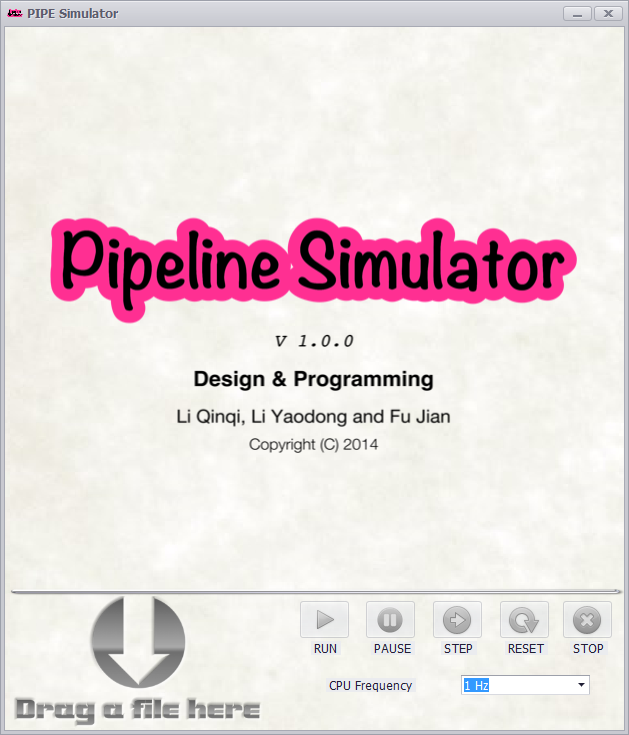 PIPE Simulator
Pipeline Simulator
V 1.0.0
Design & Programming
Li Qinqi, Li Yaodong and Fu Jian
Copyright (C) 2014
RUN PAUSE STEP RESET STOP
CPU Frequency 1 Hz
Drag a file here